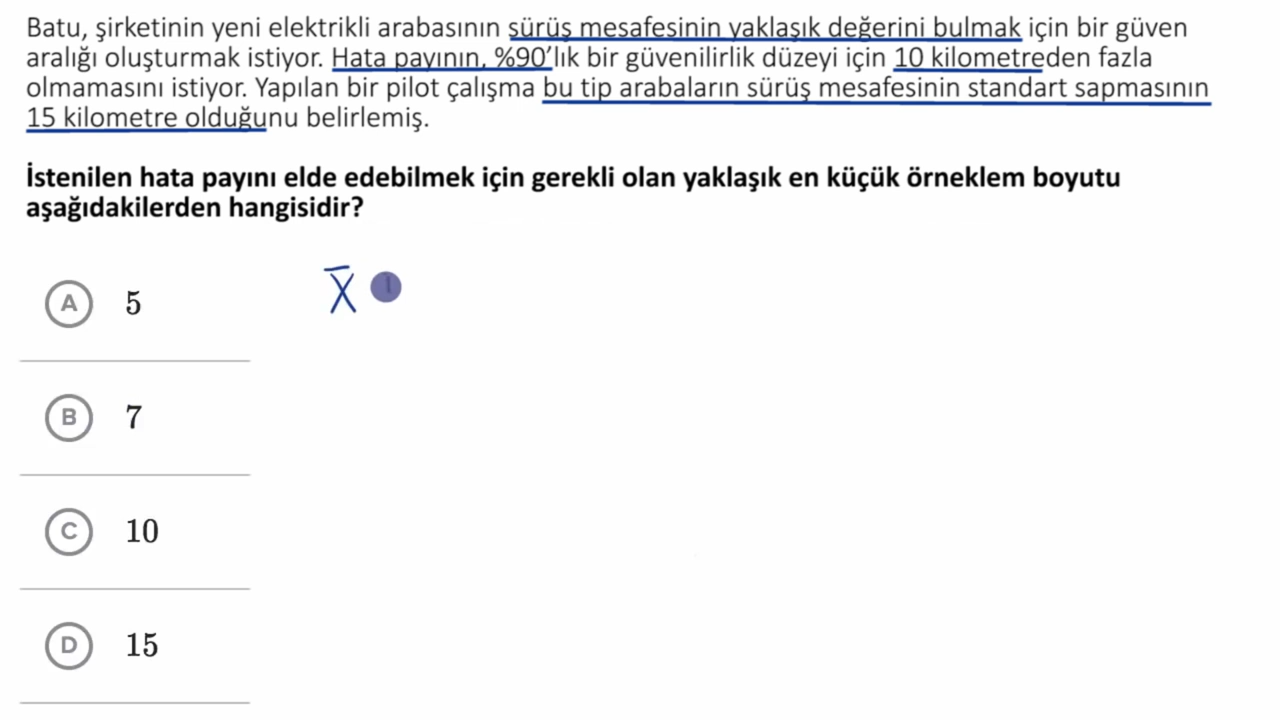 Batu, şirketinin yeni elektrikli arabasının sürüş mesafesinin yaklaşık değerini bulmak için bir güven
aralığı oluşturmak istiyor. Hata payının, %90’lık bir güvenilirlik düzeyi için 10 kilometreden fazla
olmamasını istiyor. Yapılan bir pilot çalışma bu tip arabaların sürüş mesafesinin standart sapmasının
15 kilometre olduğunu belirlemiş.
İstenilen hata payını elde edebilmek için gerekli olan yaklaşık en küçük örneklem boyutu
aşağıdakilerden hangisidir?
x̄
A 5
B 7
C 10
D 15